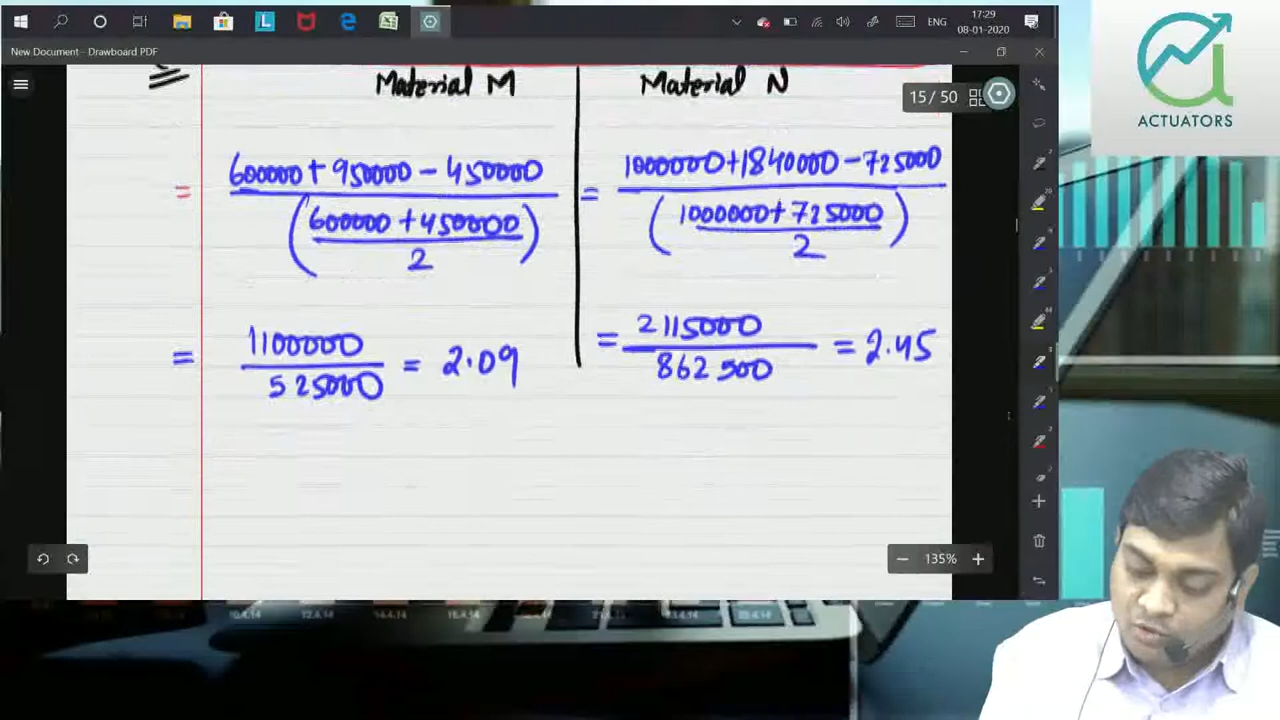 ENG
17:29
08-01-2020
New Document - Drawboard PDF
ACTUATORS
15 / 50
Material M
Material N
= 600000 + 950000 - 450000
(600000 + 450000
2)
= 1000000 + 1840000 - 725000
(1000000 + 725000
2)
= 1100000
525000 = 2.09
= 2115000
862500 = 2.45
135%